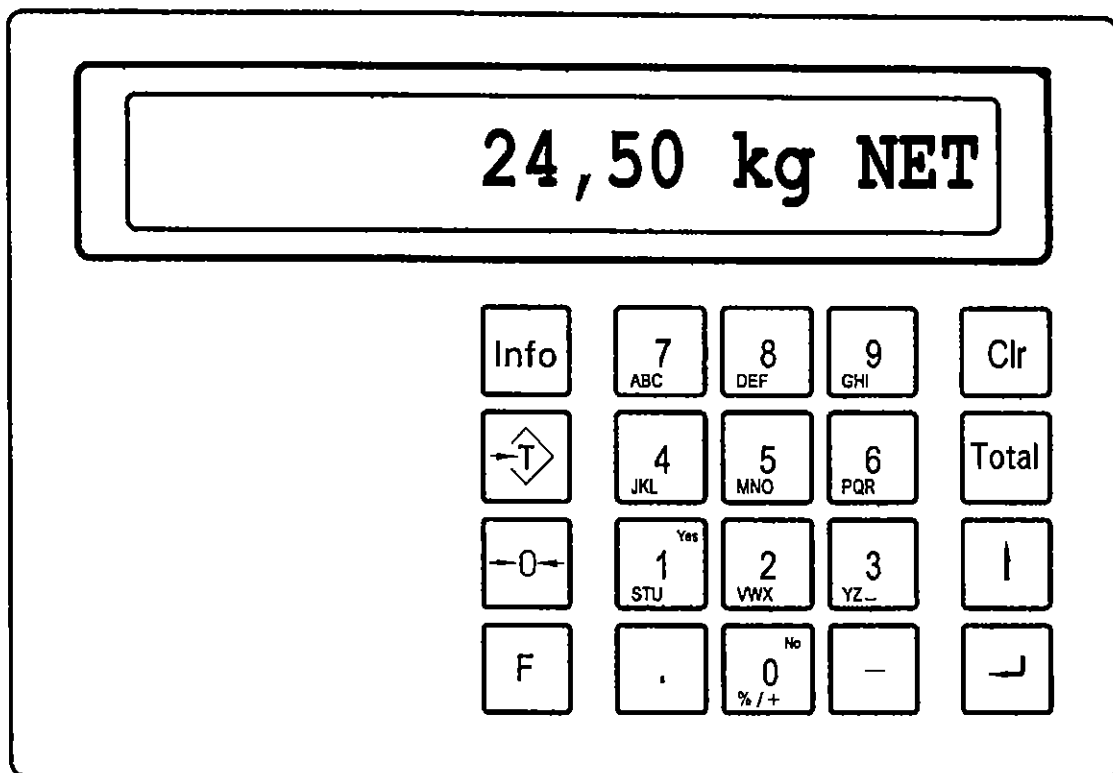 24,50 kg NET
Info 7 ABC 8 DEF 9 GHI Clr
T 4 JKL 5 MNO 6 PQR Total
0 1 Yes STU 2 VWX 3 YZ_
F . 0 No % / + –